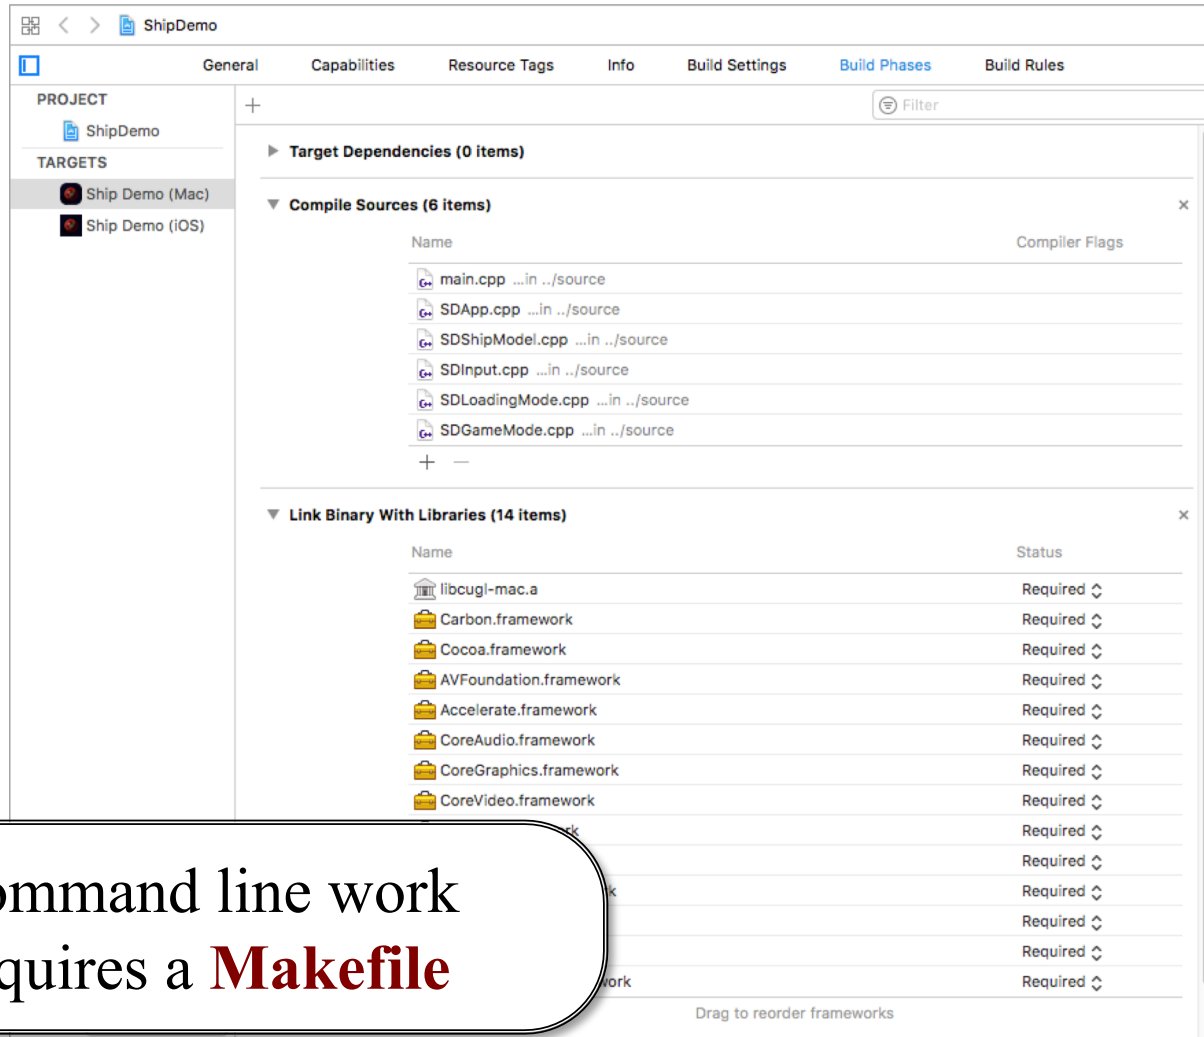 ShipDemo
General Capabilities Resource Tags Info Build Settings Build Phases Build Rules
PROJECT
ShipDemo
TARGETS
Ship Demo (Mac)
Ship Demo (iOS)
Filter
Target Dependencies (0 items)
Compile Sources (6 items)
Name Compiler Flags
main.cpp ...in ../source
SDApp.cpp ...in ../source
SDShipModel.cpp ...in ../source
SDInput.cpp ...in ../source
SDLoadingMode.cpp ...in ../source
SDGameMode.cpp ...in ../source
Link Binary With Libraries (14 items)
Name Status
libcugl-mac.a Required
Carbon.framework Required
Cocoa.framework Required
AVFoundation.framework Required
Accelerate.framework Required
CoreAudio.framework Required
CoreGraphics.framework Required
CoreVideo.framework Required
rk Required
Required
k Required
Required
Required
work Required
Drag to reorder frameworks
ommand line work
quires a Makefile